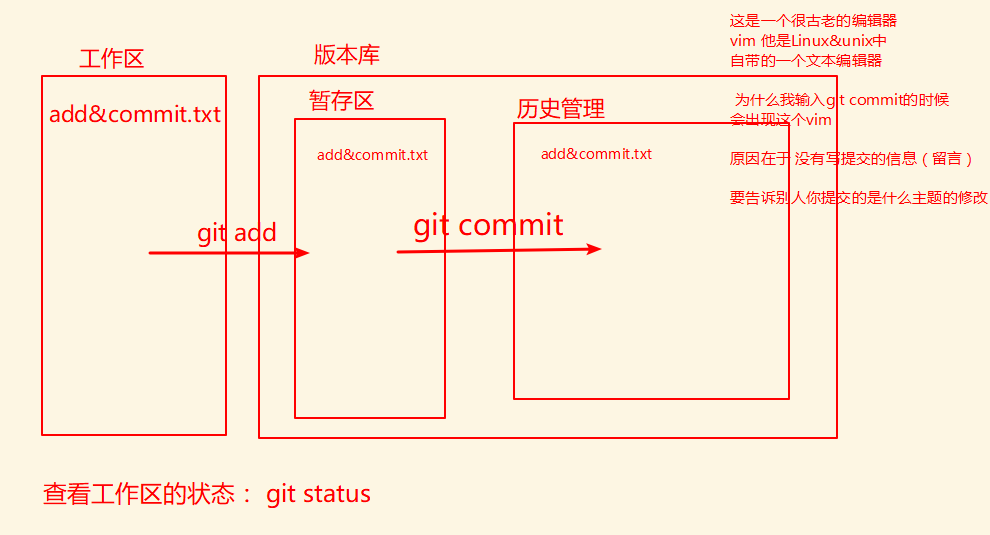 工作区
add&commit.txt
版本库
暂存区
add&commit.txt
历史管理
add&commit.txt
git add
git commit
这是一个很古老的编辑器
vim 他是Linux&unix中
自带的一个文本编辑器
为什么我输入git commit的时候
会出现这个vim
原因在于 没有写提交的信息（留言）
要告诉别人你提交的是什么主题的修改
查看工作区的状态： git status